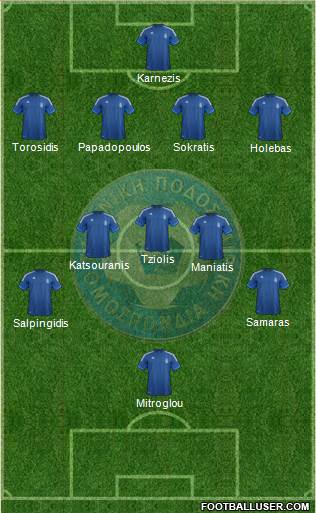 Karnezis
Torosidis Papadopoulos Sokratis Holebas
Katsouranis Tziolis Maniatis
Salpingidis Samaras
Mitroglou
FOOTBALLUSER.COM